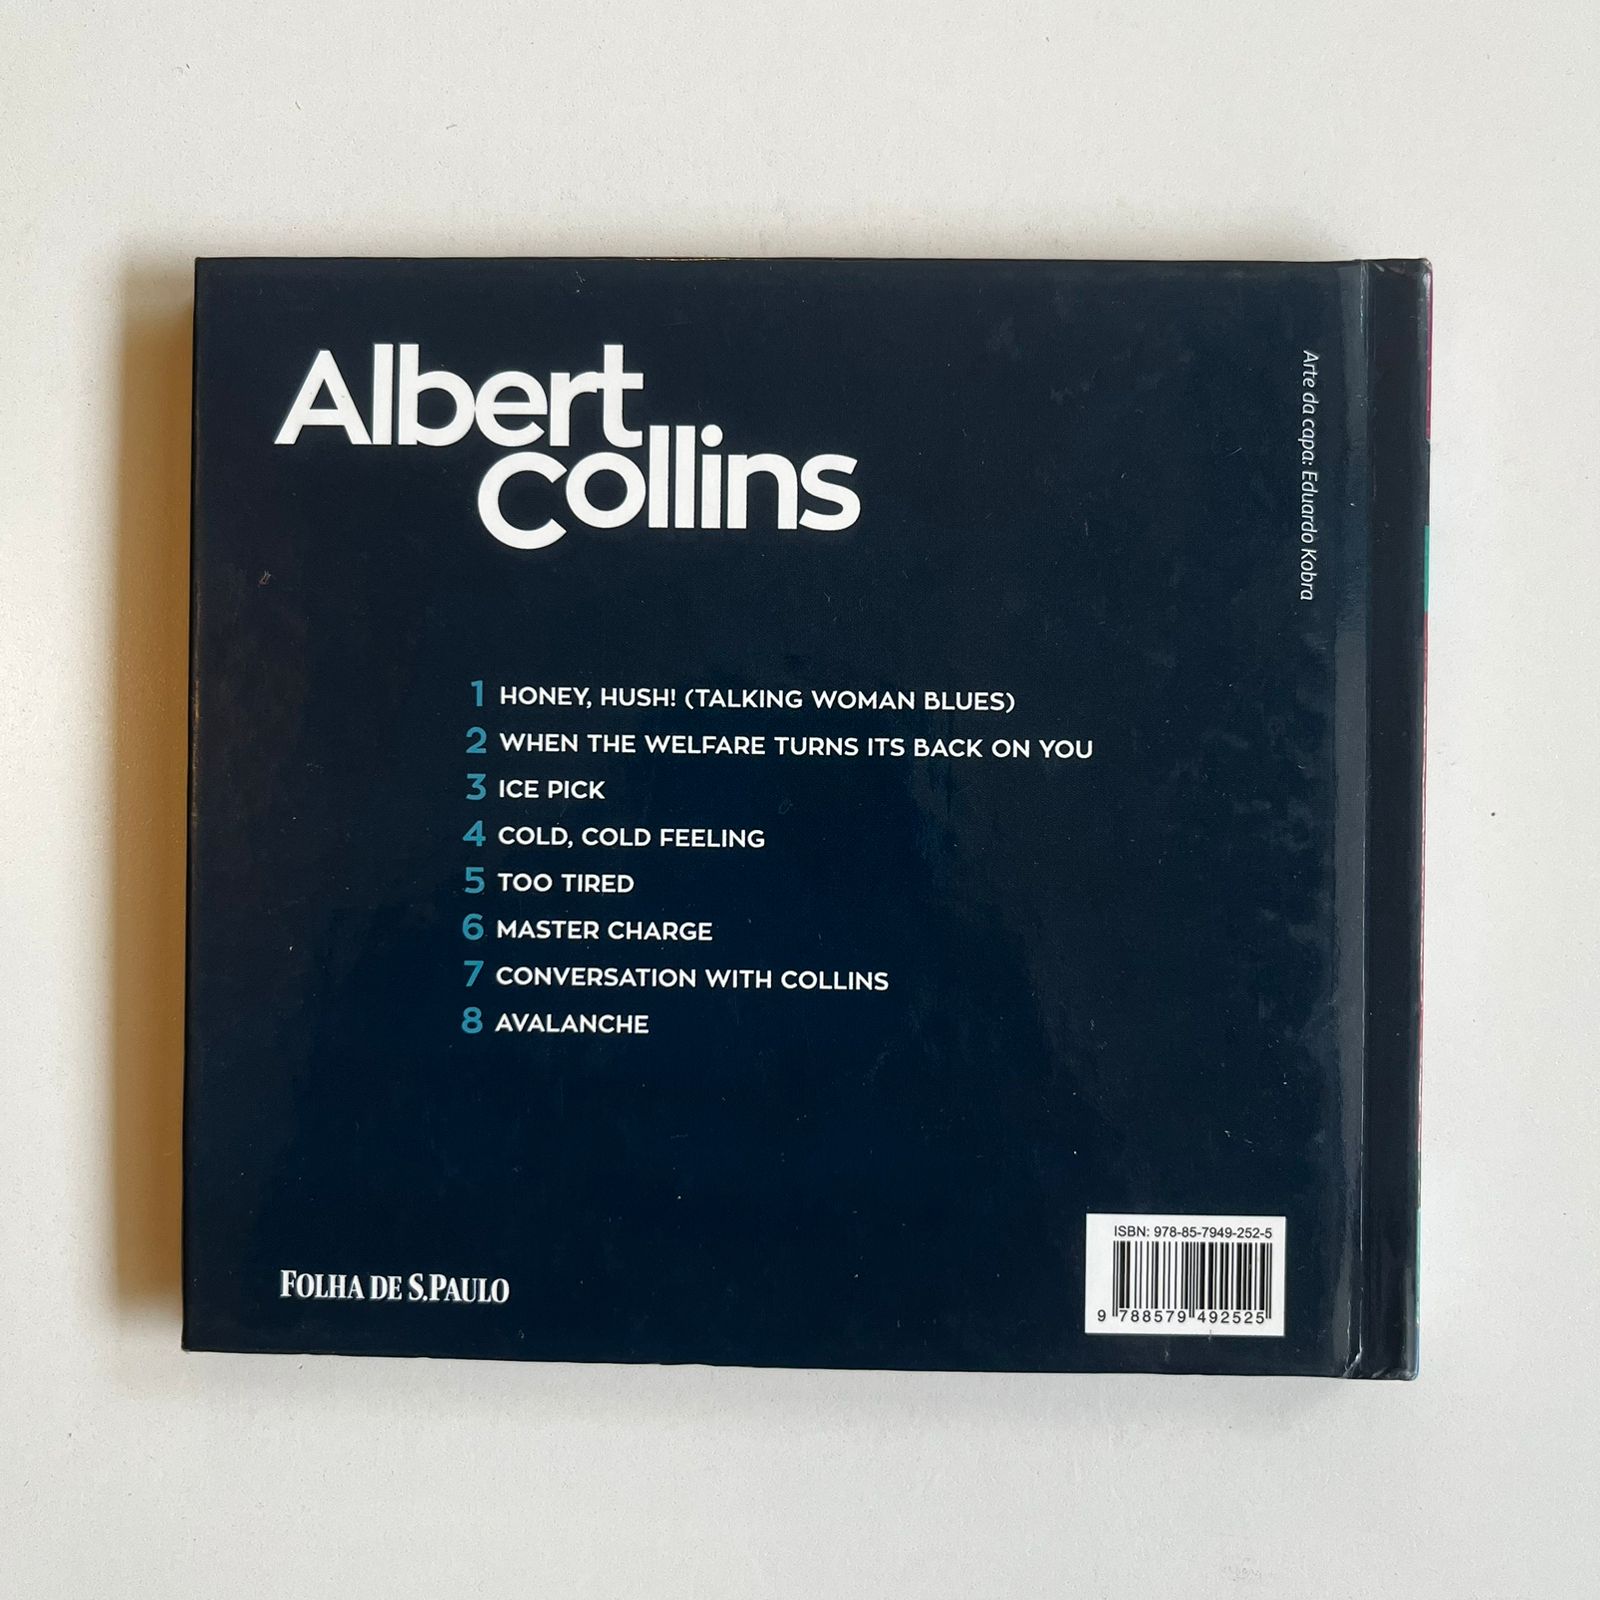 Albert
Collins
Arte da capa: Eduardo Kobra
1 HONEY, HUSH! (TALKING WOMAN BLUES)
2 WHEN THE WELFARE TURNS ITS BACK ON YOU
3 ICE PICK
4 COLD, COLD FEELING
5 TOO TIRED
6 MASTER CHARGE
7 CONVERSATION WITH COLLINS
8 AVALANCHE
FOLHA DE S.PAULO
ISBN: 978-85-7949-252-5
9 788579 492525